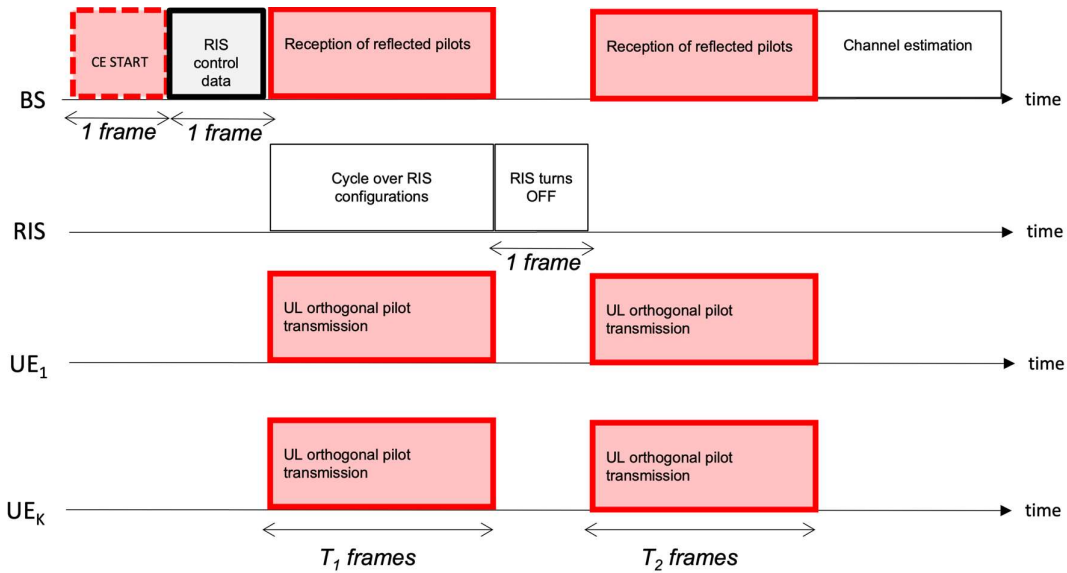 CE START
RIS
control
data
Reception of reflected pilots
Reception of reflected pilots
Channel estimation
BS
time
1 frame
1 frame
Cycle over RIS
configurations
RIS turns
OFF
RIS
time
1 frame
UL orthogonal pilot
transmission
UL orthogonal pilot
transmission
UE1
time
UL orthogonal pilot
transmission
UL orthogonal pilot
transmission
UEK
time
T1 frames
T2 frames